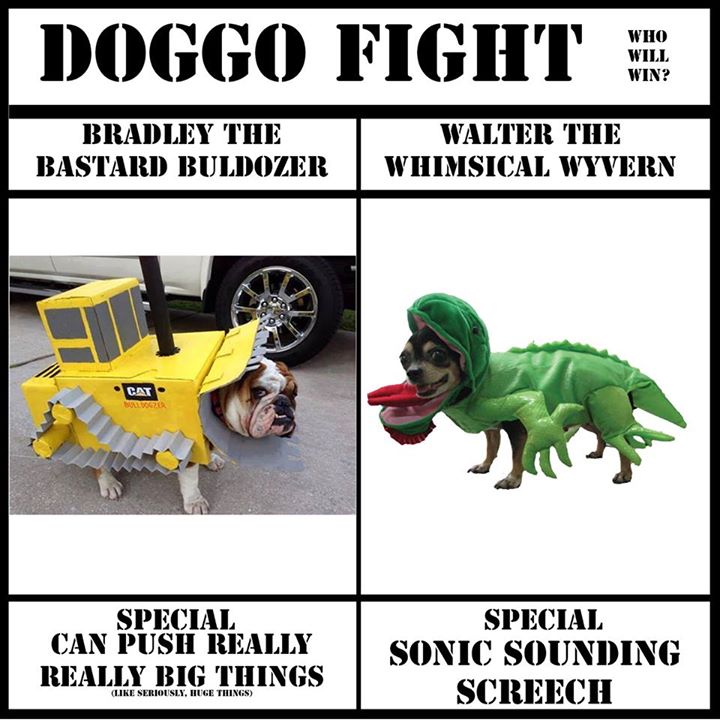 DOGGO FIGHT
WHO
WILL
WIN?
BRADLEY THE
BASTARD BULDOZER
WALTER THE
WHIMSICAL WYVERN
CAT
BULLDOGZER
SPECIAL
CAN PUSH REALLY
REALLY BIG THINGS
(LIKE SERIOUSLY, HUGE THINGS)
SPECIAL
SONIC SOUNDING
SCREECH